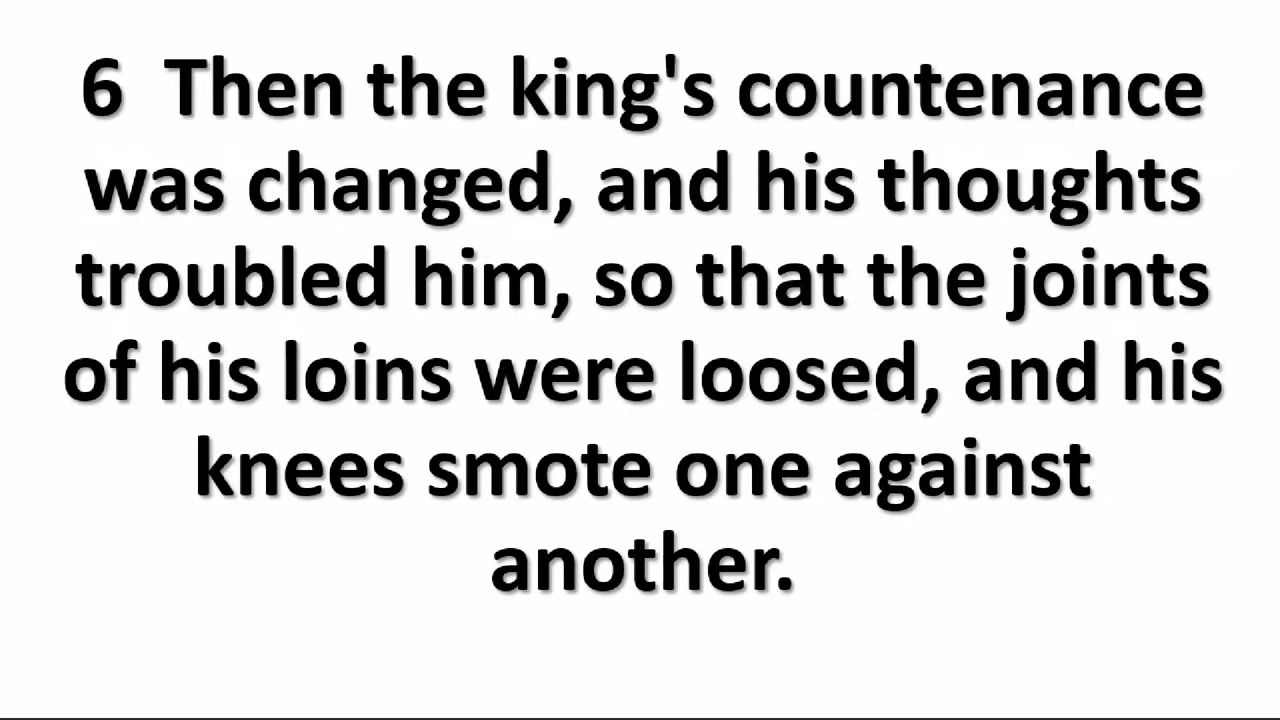 6  Then the king's countenance
was changed, and his thoughts
troubled him, so that the joints
of his loins were loosed, and his
knees smote one against
another.